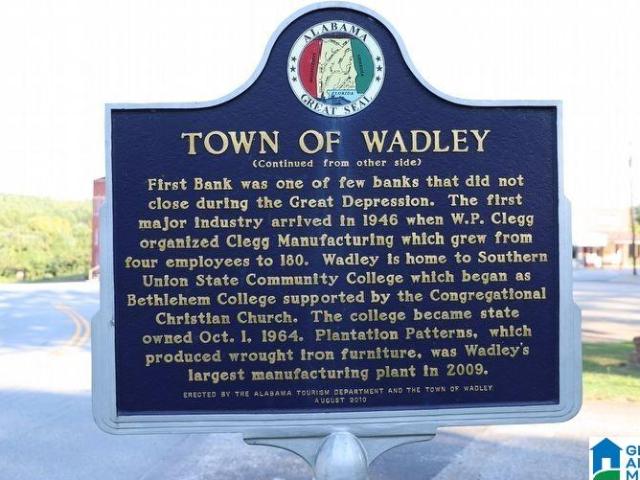 ALABAMA
FLORIDA
GREAT SEAL
TOWN OF WADLEY
(Continued from other side)
First Bank was one of few banks that did not
close during the Great Depression. The first
major industry arrived in 1946 when W.P. Clegg
organized Clegg Manufacturing which grew from
four employees to 180. Wadley is home to Southern
Union State Community College which began as
Bethlehem College supported by the Congregational
Christian Church. The college became state
owned Oct. 1, 1964. Plantation Patterns, which
produced wrought iron furniture, was Wadley's
largest manufacturing plant in 2009.
ERECTED BY THE ALABAMA TOURISM DEPARTMENT AND THE TOWN OF WADLEY
AUGUST 2010